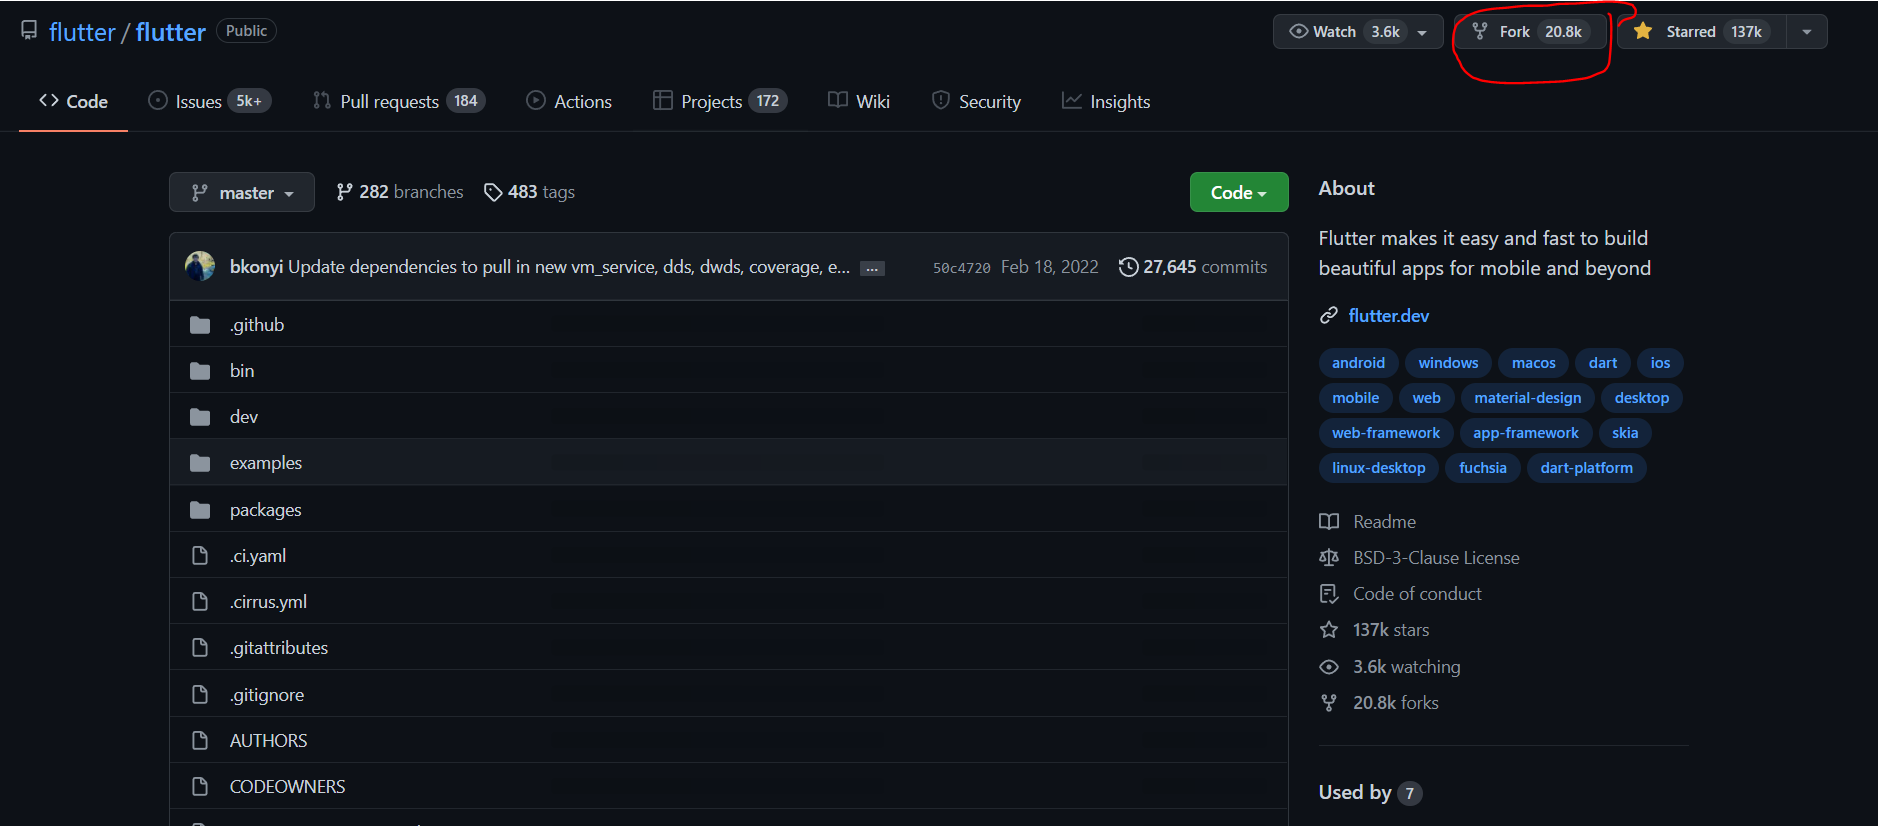 flutter / flutter Public Watch 3.6k Fork 20.8k Starred 137k
Code Issues 5k+ Pull requests 184 Actions Projects 172 Wiki Security Insights
master 282 branches 483 tags Code
bkonyi Update dependencies to pull in new vm_service, dds, dwds, coverage, e... ... 50c4720 Feb 18, 2022 27,645 commits
.github
bin
dev
examples
packages
.ci.yaml
.cirrus.yml
.gitattributes
.gitignore
AUTHORS
CODEOWNERS
About
Flutter makes it easy and fast to build
beautiful apps for mobile and beyond
flutter.dev
android windows macos dart ios
mobile web material-design desktop
web-framework app-framework skia
linux-desktop fuchsia dart-platform
Readme
BSD-3-Clause License
Code of conduct
137k stars
3.6k watching
20.8k forks
Used by 7